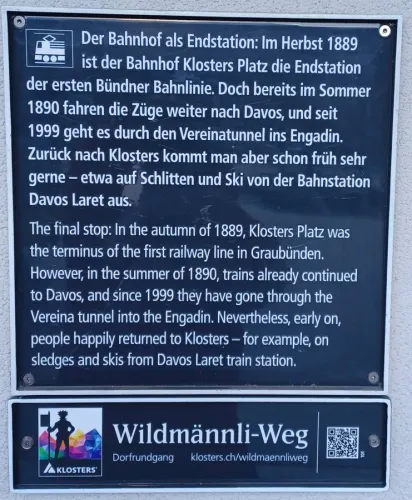 Der Bahnhof als Endstation: Im Herbst 1889
ist der Bahnhof Klosters Platz die Endstation
der ersten Bündner Bahnlinie. Doch bereits im Sommer
1890 fahren die Züge weiter nach Davos, und seit
1999 geht es durch den Vereinatunnel ins Engadin.
Zurück nach Klosters kommt man aber schon früh sehr
gerne – etwa auf Schlitten und Ski von der Bahnstation
Davos Laret aus.
The final stop: In the autumn of 1889, Klosters Platz was
the terminus of the first railway line in Graubünden.
However, in the summer of 1890, trains already continued
to Davos, and since 1999 they have gone through the
Vereina tunnel into the Engadin. Nevertheless, early on,
people happily returned to Klosters – for example, on
sledges and skis from Davos Laret train station.
Wildmännli-Weg
Dorfrundgang klosters.ch/wildmaennliweg
KLOSTERS